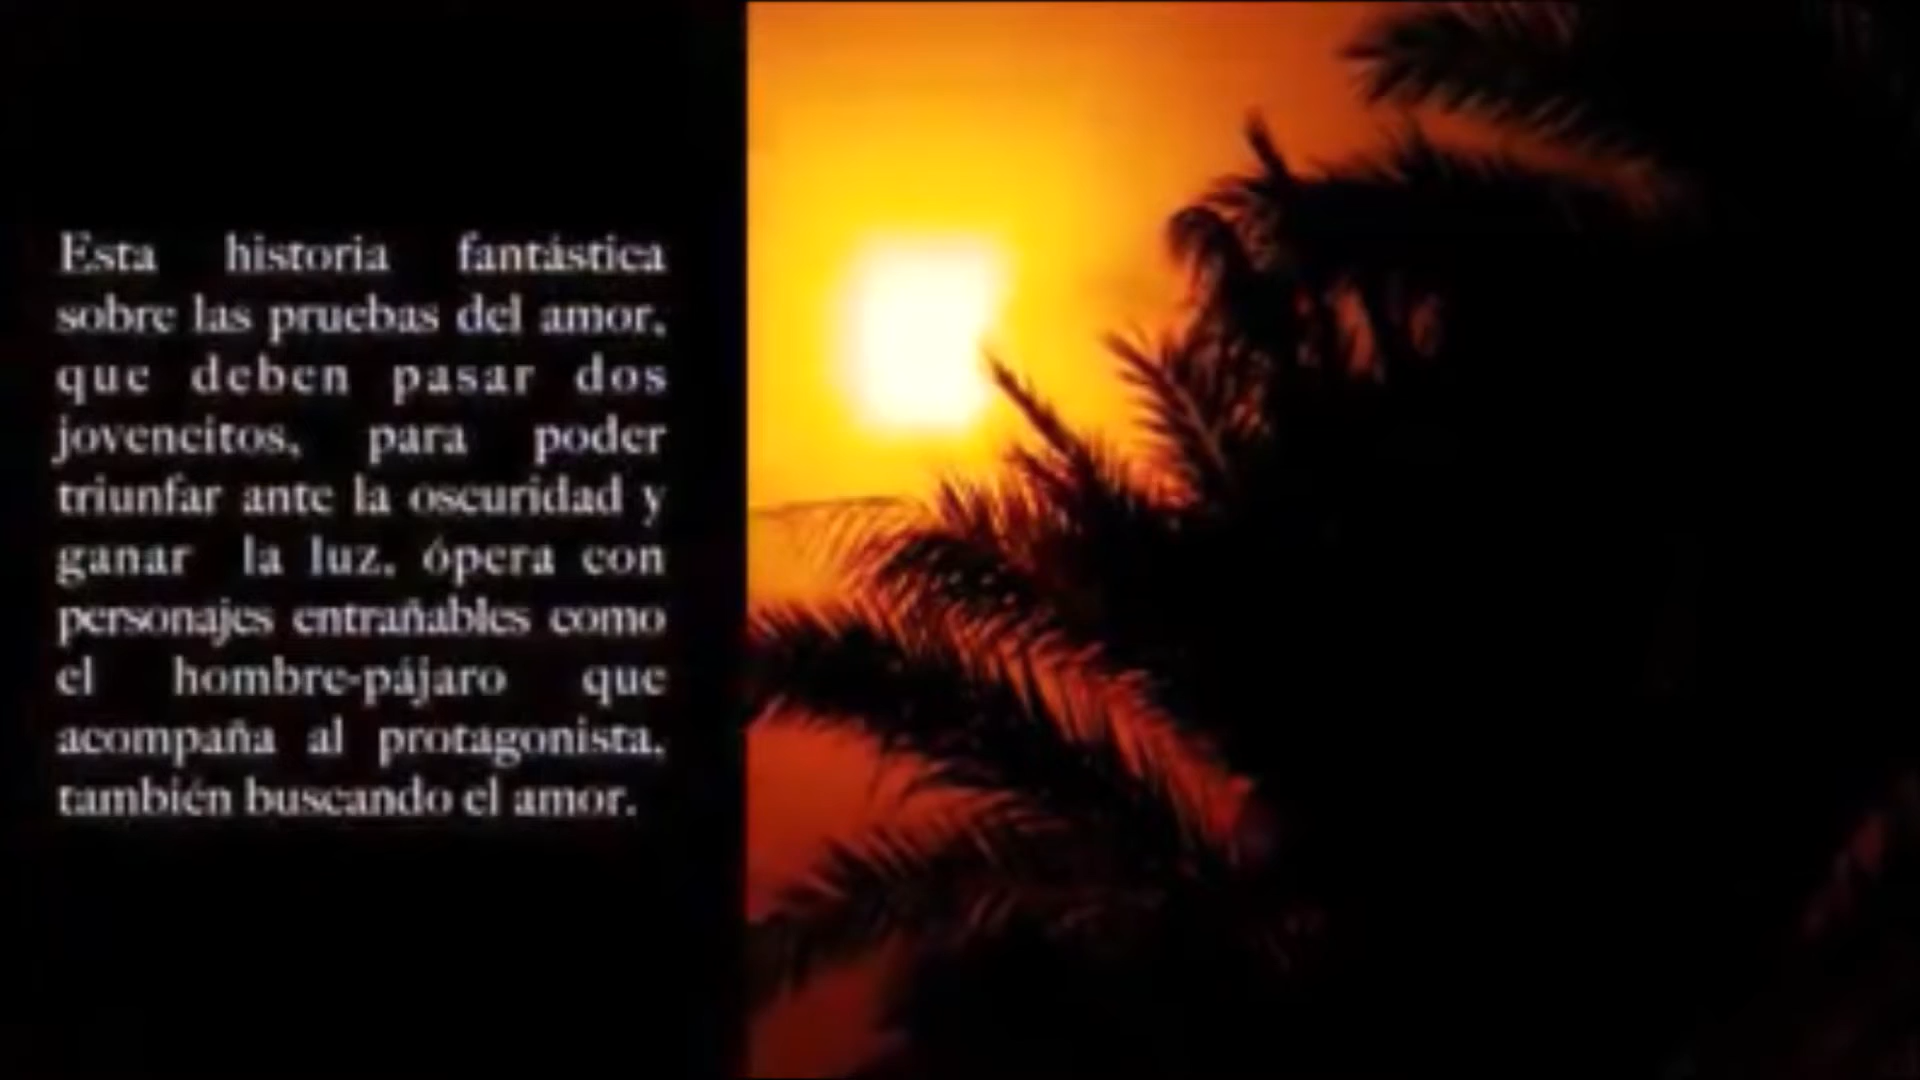 Esta historia fantástica
sobre las pruebas del amor,
que deben pasar dos
jovencitos, para poder
triunfar ante la oscuridad y
ganar la luz, ópera con
personajes entrañables como
el hombre-pájaro que
acompaña al protagonista,
también buscando el amor.